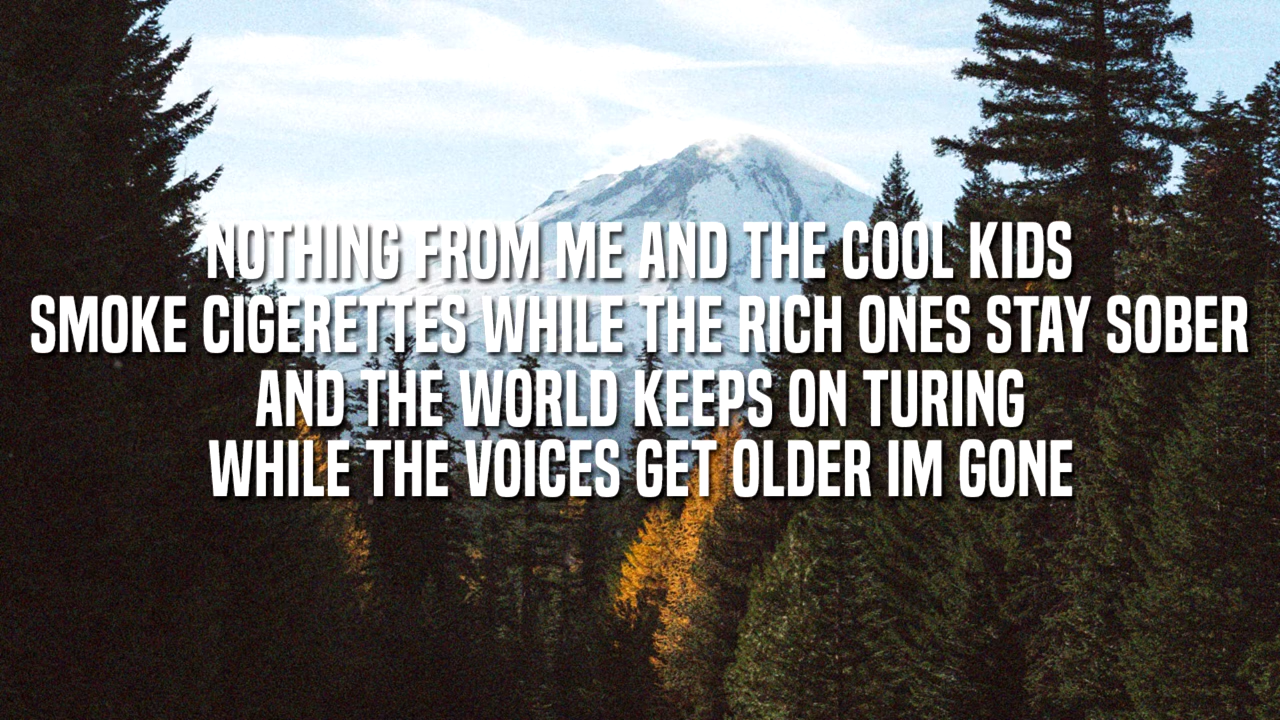 NOTHING FROM ME AND THE COOL KIDS
SMOKE CIGERETTES WHILE THE RICH ONES STAY SOBER
AND THE WORLD KEEPS ON TURING
WHILE THE VOICES GET OLDER IM GONE